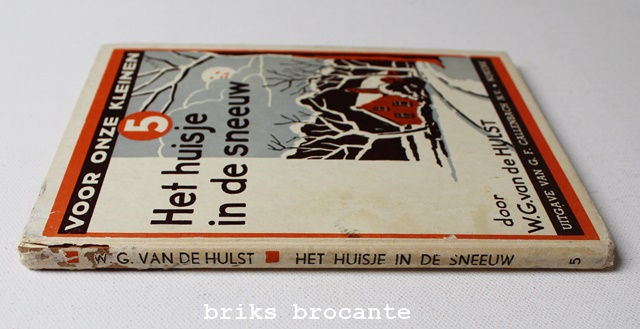 VOOR ONZE KLEINEN
5
Het huisje
in de sneeuw
door
W.G. van de HULST
UITGAVE VAN G. F. CALLENBACH N.V. • NIJKERK
W. G. VAN DE HULST HET HUISJE IN DE SNEEUW 5
briks brocante